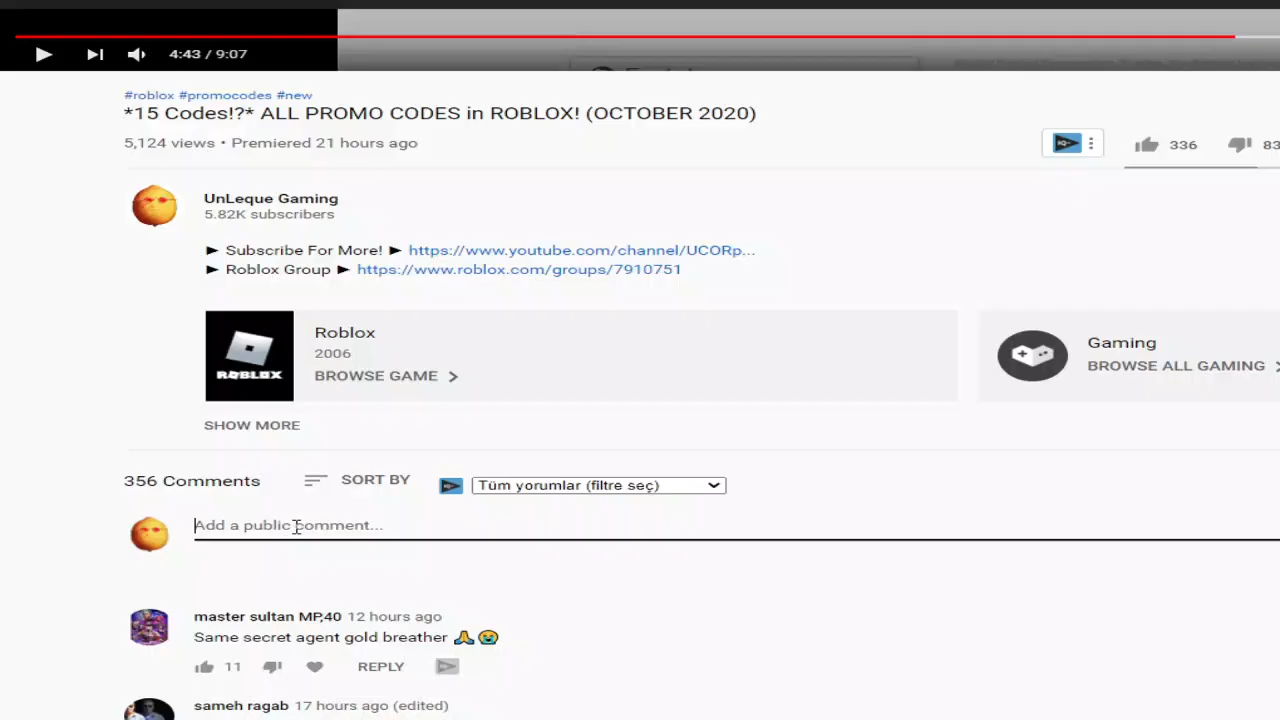 4:43 / 9:07
#roblox #promocodes #new
*15 Codes!?* ALL PROMO CODES in ROBLOX! (OCTOBER 2020)
5,124 views • Premiered 21 hours ago
336
83
UnLeque Gaming
5.82K subscribers
► Subscribe For More! ► https://www.youtube.com/channel/UCORp...
► Roblox Group ► https://www.roblox.com/groups/7910751
ROBLOX
Roblox
2006
BROWSE GAME
Gaming
BROWSE ALL GAMING
SHOW MORE
356 Comments
SORT BY
Tüm yorumlar (filtre seç)
Add a public comment...
master sultan MP,40 12 hours ago
Same secret agent gold breather 🙏😭
11
REPLY
sameh ragab 17 hours ago (edited)